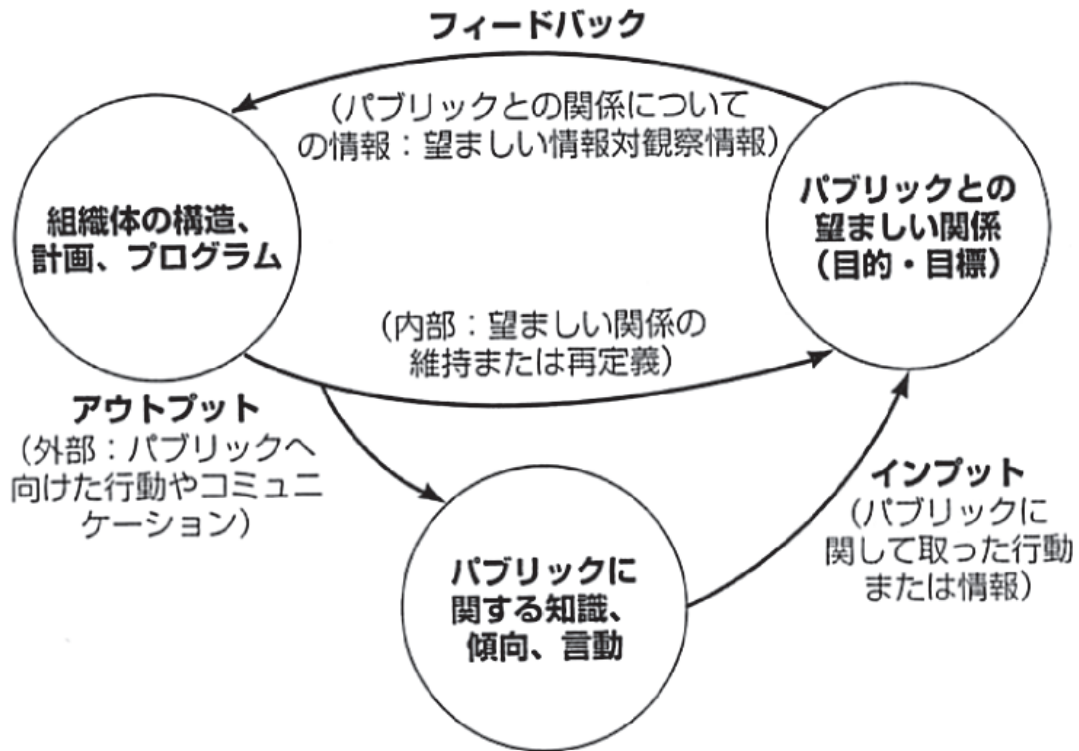 フィードバック
(パブリックとの関係について
の情報：望ましい情報対観察情報)
組織体の構造、
計画、プログラム
パブリックとの
望ましい関係
(目的・目標)
(内部：望ましい関係の
維持または再定義)
アウトプット
(外部：パブリックへ
向けた行動やコミュニ
ケーション)
インプット
(パブリックに
関して取った行動
または情報)
パブリックに
関する知識、
傾向、言動